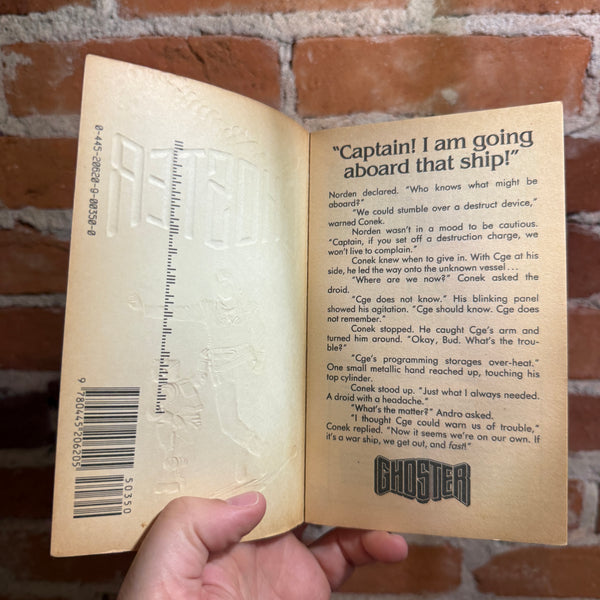 0-445-20620-9-00350-0
OSTER
9 780445 206205
50350
"Captain! I am going
aboard that ship!"
Norden declared. "Who knows what might be
aboard?"
"We could stumble over a destruct device,"
warned Conek.
Norden wasn't in a mood to be cautious.
"Captain, if you set off a destruction charge, we
won't live to complain."
Conek knew when to give in. With Cge at his
side, he led the way onto the unknown vessel...
"Where are we now?" Conek asked the
droid.
"Cge does not know." His blinking panel
showed his agitation. "Cge should know. Cge does
not remember."
Conek stopped. He caught Cge's arm and
turned him around. "Okay, Bud. What's the trou-
ble?"
"Cge's programming storages over-heat."
One small metallic hand reached up, touching his
top cylinder.
Conek stood up. "Just what I always needed.
A droid with a headache."
"What's the matter?" Andro asked.
"I thought Cge could warn us of trouble,"
Conek replied. "Now it seems we're on our own. If
it's a war ship, we get out, and fast!"
GHOSTER